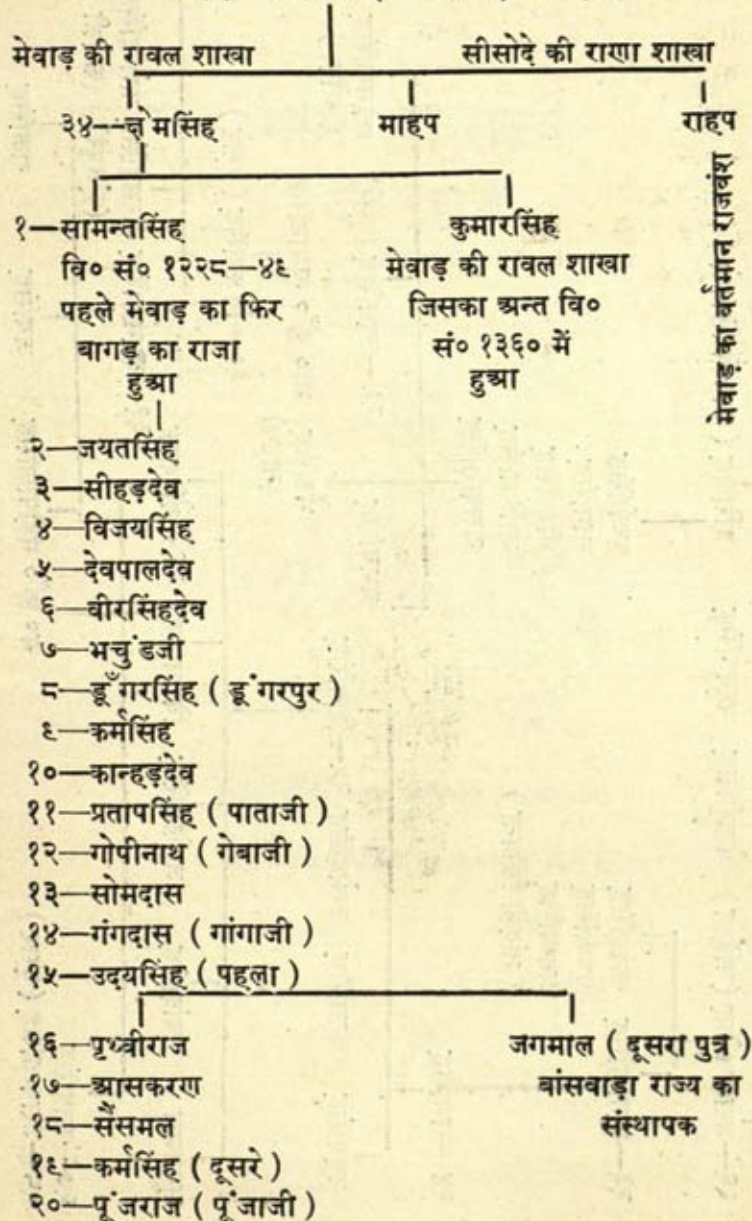 मेवाड़ की रावल शाखा सीसोदे की राणा शाखा
३४--क्षेमसिंह माहप राहप
मेवाड़ का वर्तमान राजवंश
१—सामन्तसिंह
वि० सं० १२२८—४६
पहले मेवाड़ का फिर
बागड़ का राजा
हुआ
कुमारसिंह
मेवाड़ की रावल शाखा
जिसका अन्त वि०
सं० १३६० में
हुआ
२—जयतसिंह
३—सीहड़देव
४—विजयसिंह
५—देवपालदेव
६—वीरसिंहदेव
७—भचुंडजी
८—डूँगरसिंह ( डूंगरपुर )
९—कर्मसिंह
१०—कान्हड़देव
११—प्रतापसिंह ( पाताजी )
१२—गोपीनाथ ( गेबाजी )
१३—सोमदास
१४—गंगदास ( गांगाजी )
१५—उदयसिंह ( पहला )
१६—पृथ्वीराज
१७—आसकरण
१८—सैंसमल
१९—कर्मसिंह ( दूसरे )
२०—पूंजराज ( पूंजाजी )
जगमाल ( दूसरा पुत्र )
बांसवाड़ा राज्य का
संस्थापक